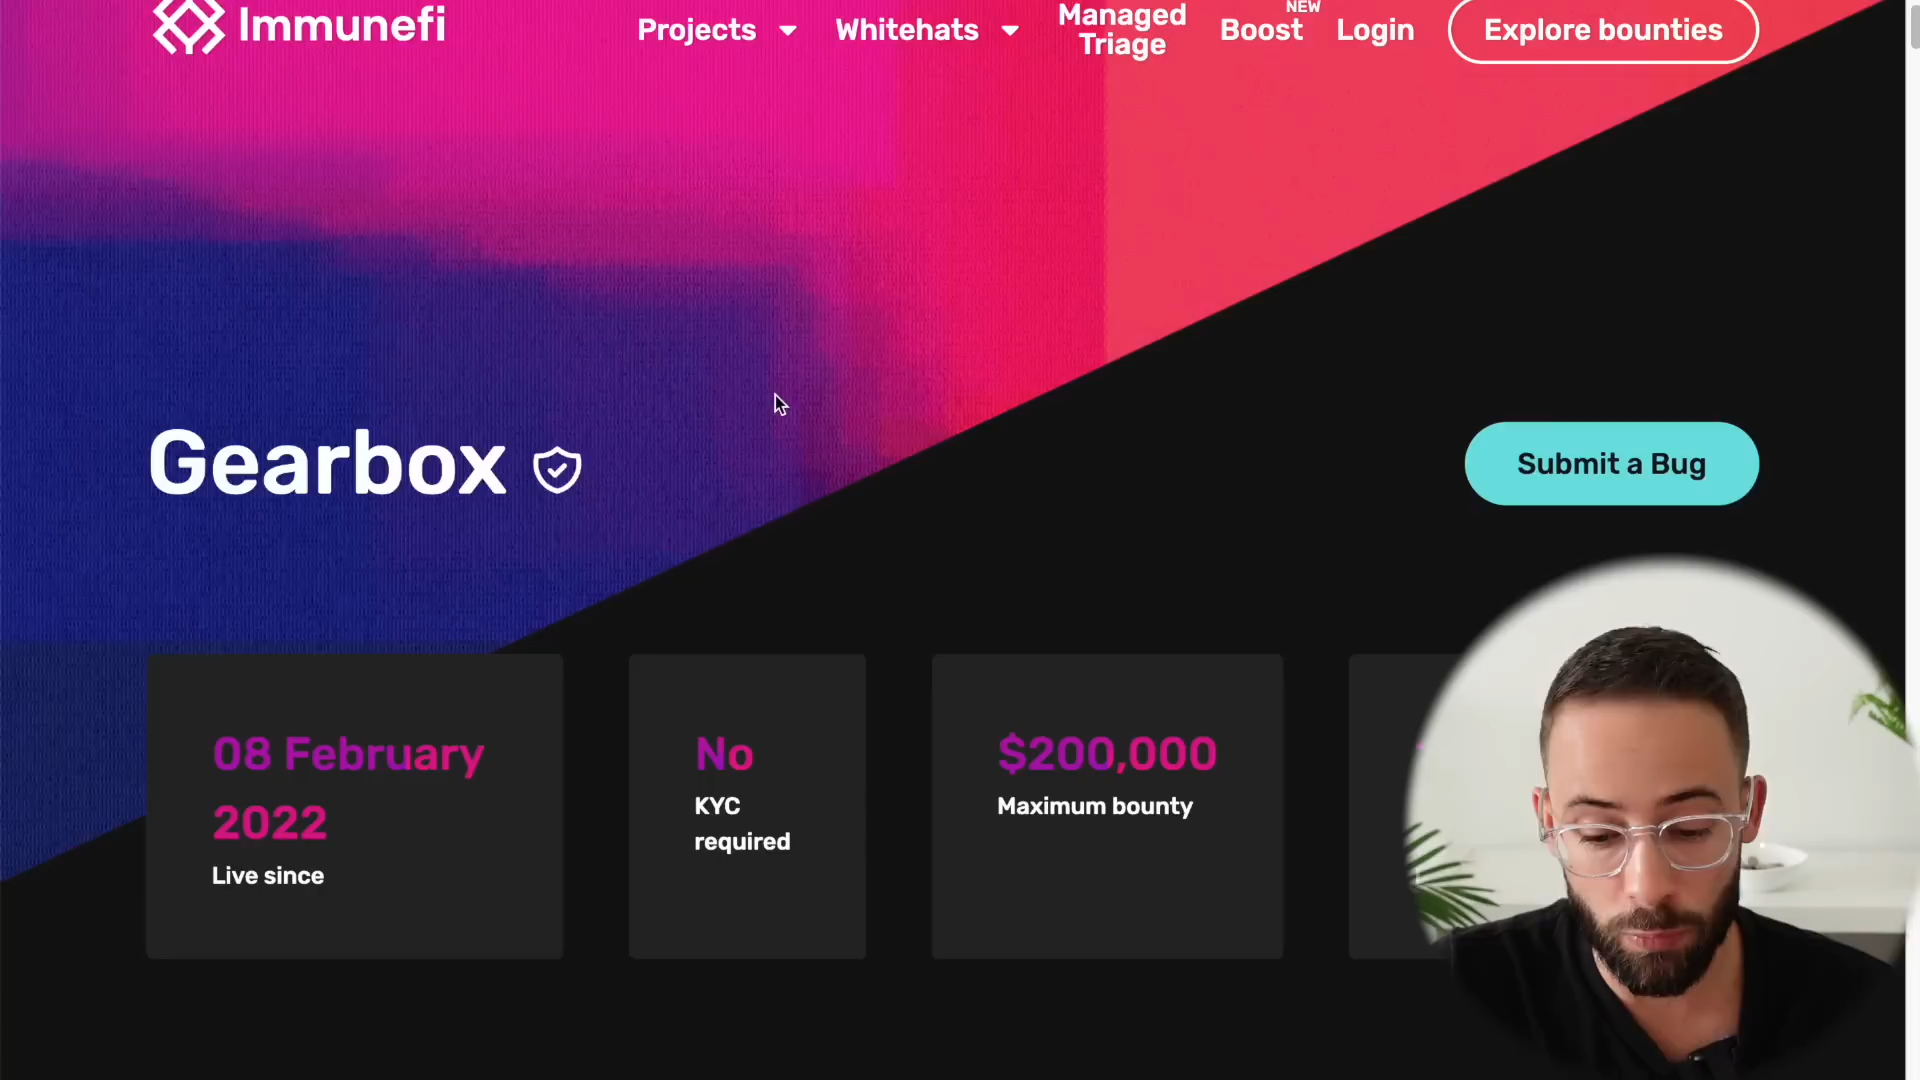 Immunefi
Projects
Whitehats
Managed
Triage
Boost
NEW
Login
Explore bounties
Gearbox
Submit a Bug
08 February
2022
Live since
No
KYC
required
$200,000
Maximum bounty